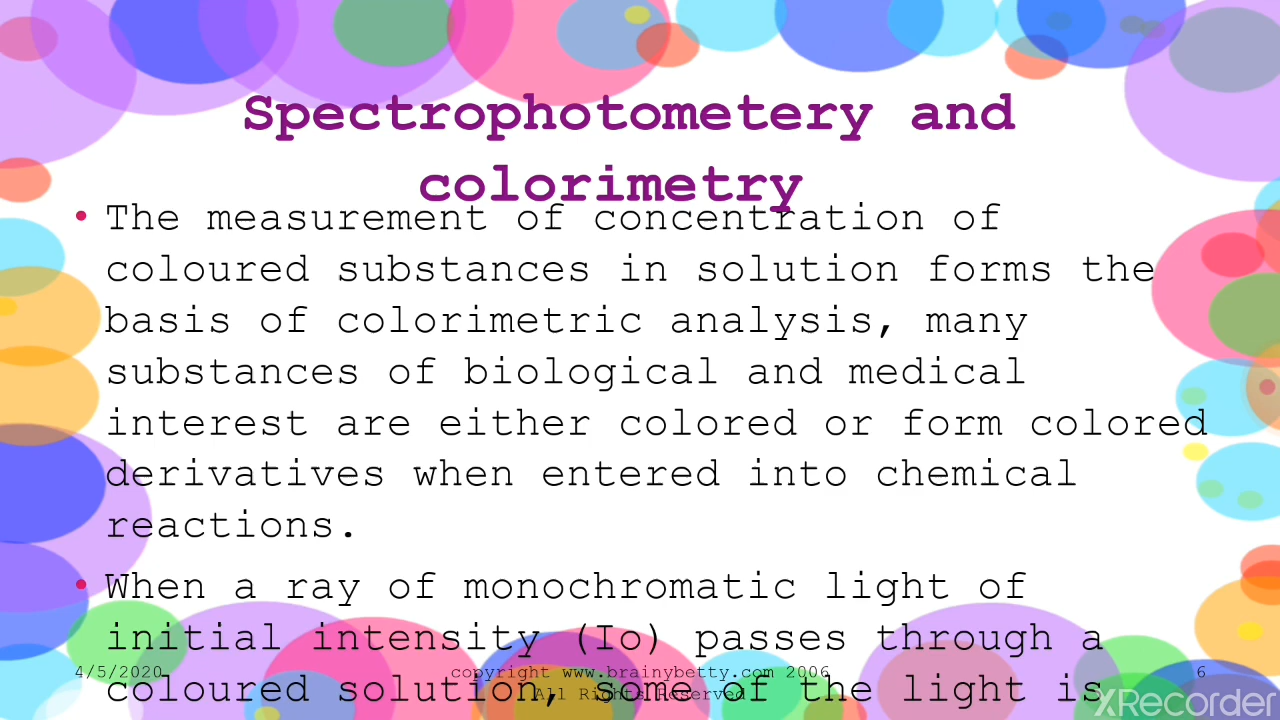 Spectrophotometery and
colorimetry
• The measurement of concentration of
coloured substances in solution forms the
basis of colorimetric analysis, many
substances of biological and medical
interest are either colored or form colored
derivatives when entered into chemical
reactions.
• When a ray of monochromatic light of
initial intensity (Io) passes through a
coloured solution, some of the light is
4/5/2020
copyright www.brainybetty.com 2006
All Rights Reserved
6
XRecorder